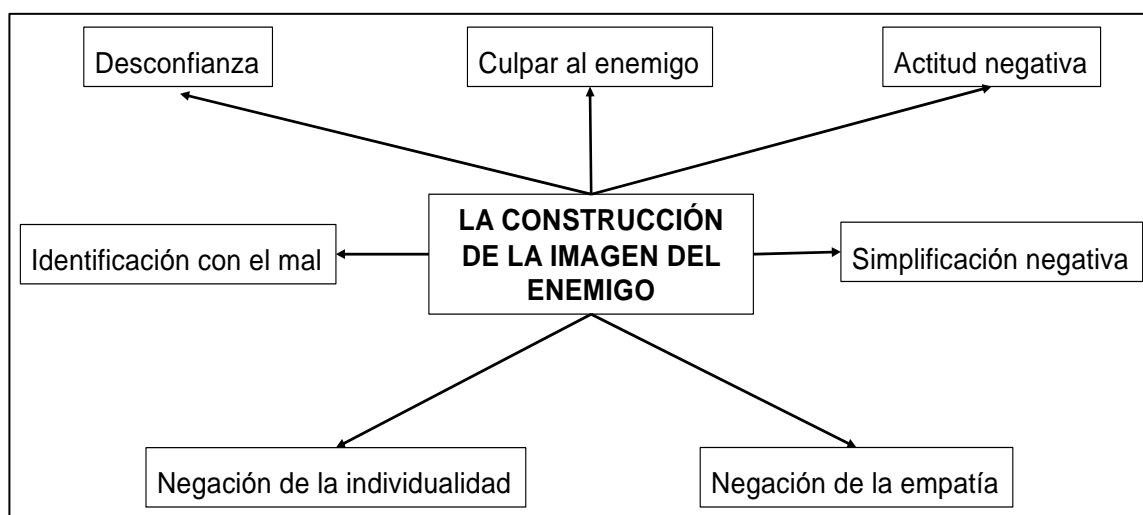 Desconfianza
Culpar al enemigo
Actitud negativa
LA CONSTRUCCIÓN
DE LA IMAGEN DEL
ENEMIGO
Identificación con el mal
Simplificación negativa
Negación de la individualidad
Negación de la empatía